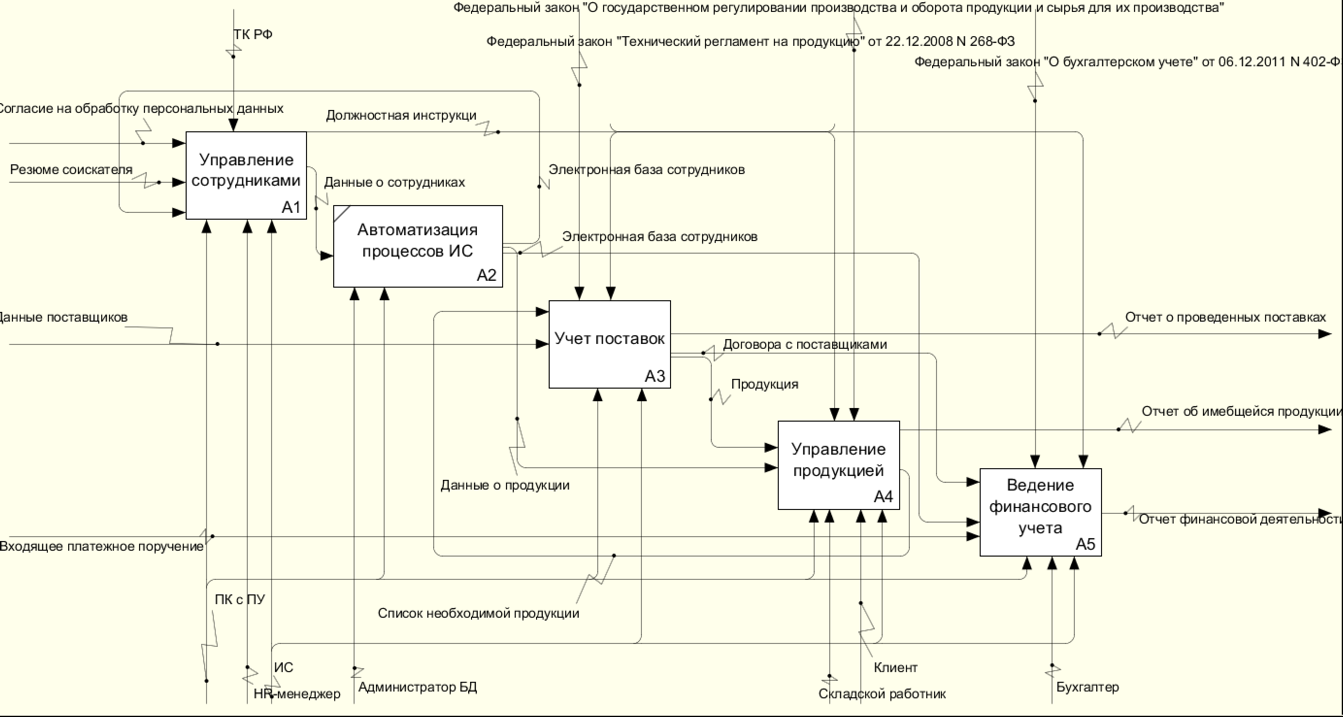 Федеральный закон "О государственном регулировании производства и оборота продукции и сырья для их производства"
ТК РФ
Федеральный закон "Технический регламент на продукцию" от 22.12.2008 N 268-ФЗ
Федеральный закон "О бухгалтерском учете" от 06.12.2011 N 402-Ф
Согласие на обработку персональных данных
Должностная инструкци
Резюме соискателя
Управление
сотрудниками
A1
Данные о сотрудниках
Электронная база сотрудников
Автоматизация
процессов ИС
A2
Электронная база сотрудников
Данные поставщиков
Учет поставок
A3
Отчет о проведенных поставках
Договора с поставщиками
Продукция
Отчет об имебщейся продукции
Управление
продукцией
A4
Данные о продукции
Ведение
финансового
учета
A5
Отчет финансовой деятельност
Входящее платежное поручение
ПК с ПУ
Список необходимой продукции
ИС
HR-менеджер
Администратор БД
Клиент
Складской работник
Бухгалтер